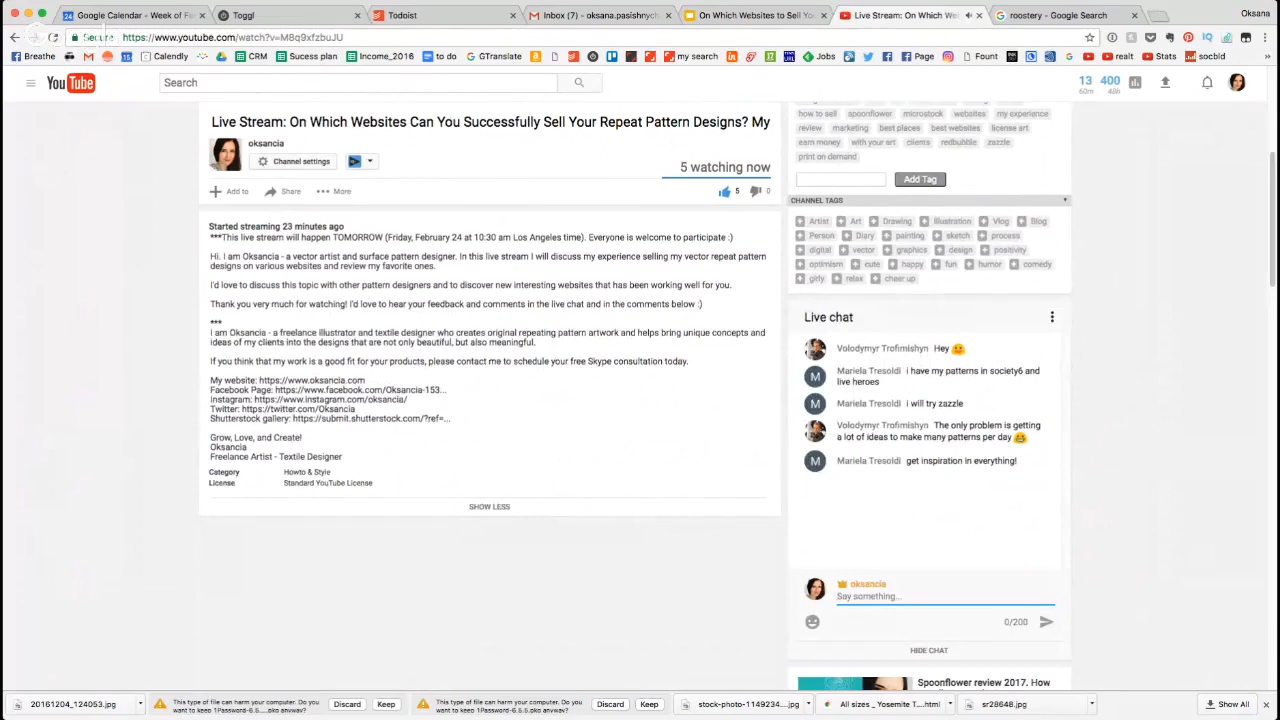 Google Calendar - Week of Fe
Toggl
Todoist
Inbox (7) - oksana.pasishnych
On Which Websites to Sell Yo
Live Stream: On Which We
roostery - Google Search
Oksana
https://www.youtube.com/watch?v=M8q9xfzbuJU
Breathe
Calendly
CRM
Sucess plan
Income_2016
to do
GTranslate
my search
Jobs
Pages
Fount
realt
Stats
socbld
YouTube
Search
13
60m
400
48h
Live Stream: On Which Websites Can You Successfully Sell Your Repeat Pattern Designs? My
oksancia
Channel settings
5 watching now
Add to
Share
More
5
0
Started streaming 23 minutes ago
***This live stream will happen TOMORROW (Friday, February 24 at 10:30 am Los Angeles time). Everyone is welcome to participate :)
Hi. I am Oksancia - a vector artist and surface pattern designer. In this live stream I will discuss my experience selling my vector repeat pattern
designs on various websites and review my favorite ones.
I'd love to discuss this topic with other pattern designers and to discover new interesting websites that has been working well for you.
Thank you very much for watching! I'd love to hear your feedback and comments in the live chat and in the comments below :)
***
I am Oksancia - a freelance illustrator and textile designer who creates original repeating pattern artwork and helps bring unique concepts and
ideas of my clients into the designs that are not only beautiful, but also meaningful.
If you think that my work is a good fit for your products, please contact me to schedule your free Skype consultation today.
My website: https://www.oksancia.com
Facebook Page: https://www.facebook.com/Oksancia-153...
Instagram: https://www.instagram.com/oksancia/
Twitter: https://twitter.com/Oksancia
Shutterstock gallery: https://submit.shutterstock.com/?ref=...
Grow, Love, and Create!
Oksancia
Freelance Artist - Textile Designer
Category Howto & Style
License Standard YouTube License
SHOW LESS
how to sell spoonflower microstock websites my experience
review marketing best places best websites license art
earn money with your art clients redbubble zazzle
print on demand
Add Tag
CHANNEL TAGS
Artist Art Drawing Illustration Vlog Blog
Person Diary painting sketch process
digital vector graphics design positivity
optimism cute happy fun humor comedy
girly relax cheer up
Live chat
Volodymyr Trofimishyn Hey
Mariela Tresoldi i have my patterns in society6 and
live heroes
Mariela Tresoldi i will try zazzle
Volodymyr Trofimishyn The only problem is getting
a lot of ideas to make many patterns per day
Mariela Tresoldi get inspiration in everything!
oksancia
Say something...
0/200
HIDE CHAT
Spoonflower review 2017. How
20161204_124053.jpg
This type of file can harm your computer. Do you
want to keep 1Password-6.5....pkg anyway?
Discard
Keep
This type of file can harm your computer. Do you
want to keep 1Password-6.5....pkg anyway?
Discard
Keep
stock-photo-1149234....jpg
All sizes _ Yosemite T....html
sr28648.jpg
Show All